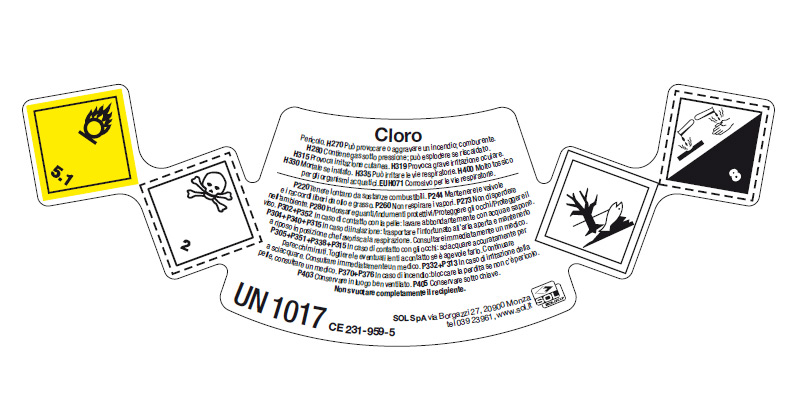 Cloro
Pericolo. H270 Può provocare o aggravare un incendio; comburente.
H280 Contiene gas sotto pressione; può esplodere se riscaldato.
H315 Provoca irritazione cutanea. H319 Provoca grave irritazione oculare.
H330 Mortale se inalato. H335 Può irritare le vie respiratorie. H400 Molto tossico
per gli organismi acquatici. EUH071 Corrosivo per le vie respiratorie.
P220 Tenere lontano da sostanze combustibili. P244 Mantenere le valvole
e i raccordi liberi da olio e grasso. P260 Non respirare i vapori. P273 Non disperdere
nell'ambiente. P280 Indossare guanti/indumenti protettivi/Proteggere gli occhi/Proteggere il
viso. P302+P352 In caso di contatto con la pelle: lavare abbondantemente con acqua e sapone.
P304+P340+P315 In caso di inalazione: trasportare l'infortunato all'aria aperta e mantenerlo
a riposo in posizione che favorisca la respirazione. Consultare immediatamente un medico.
P305+P351+P338+P315 In caso di contatto con gli occhi: sciacquare accuratamente per
parecchi minuti. Togliere le eventuali lenti a contatto se è agevole farlo. Continuare
a sciacquare. Consultare immediatamente un medico. P332+P313 In caso di irritazione della
pelle, consultare un medico. P370+P376 In caso di incendio: bloccare la perdita se non c'è pericolo.
P403 Conservare in luogo ben ventilato. P405 Conservare sotto chiave.
Non svuotare completamente il recipiente.
UN 1017 CE 231-959-5
SOL SpA via Borgazzi 27, 20900 Monza
tel 039 23961, www.sol.it
SOL
5.1
2
8